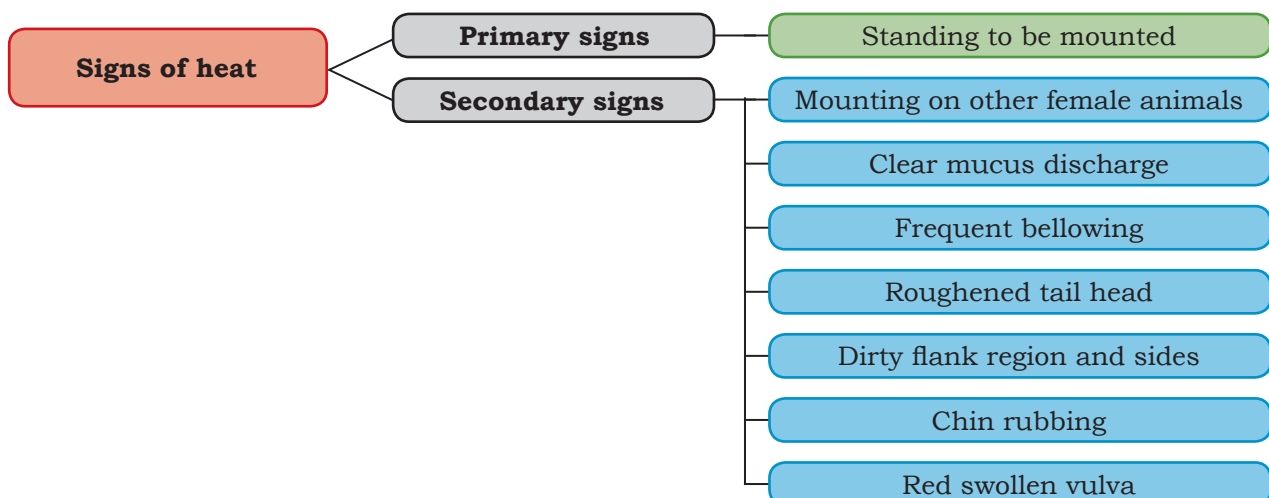 Signs of heat
Primary signs
Standing to be mounted
Secondary signs
Mounting on other female animals
Clear mucus discharge
Frequent bellowing
Roughened tail head
Dirty flank region and sides
Chin rubbing
Red swollen vulva